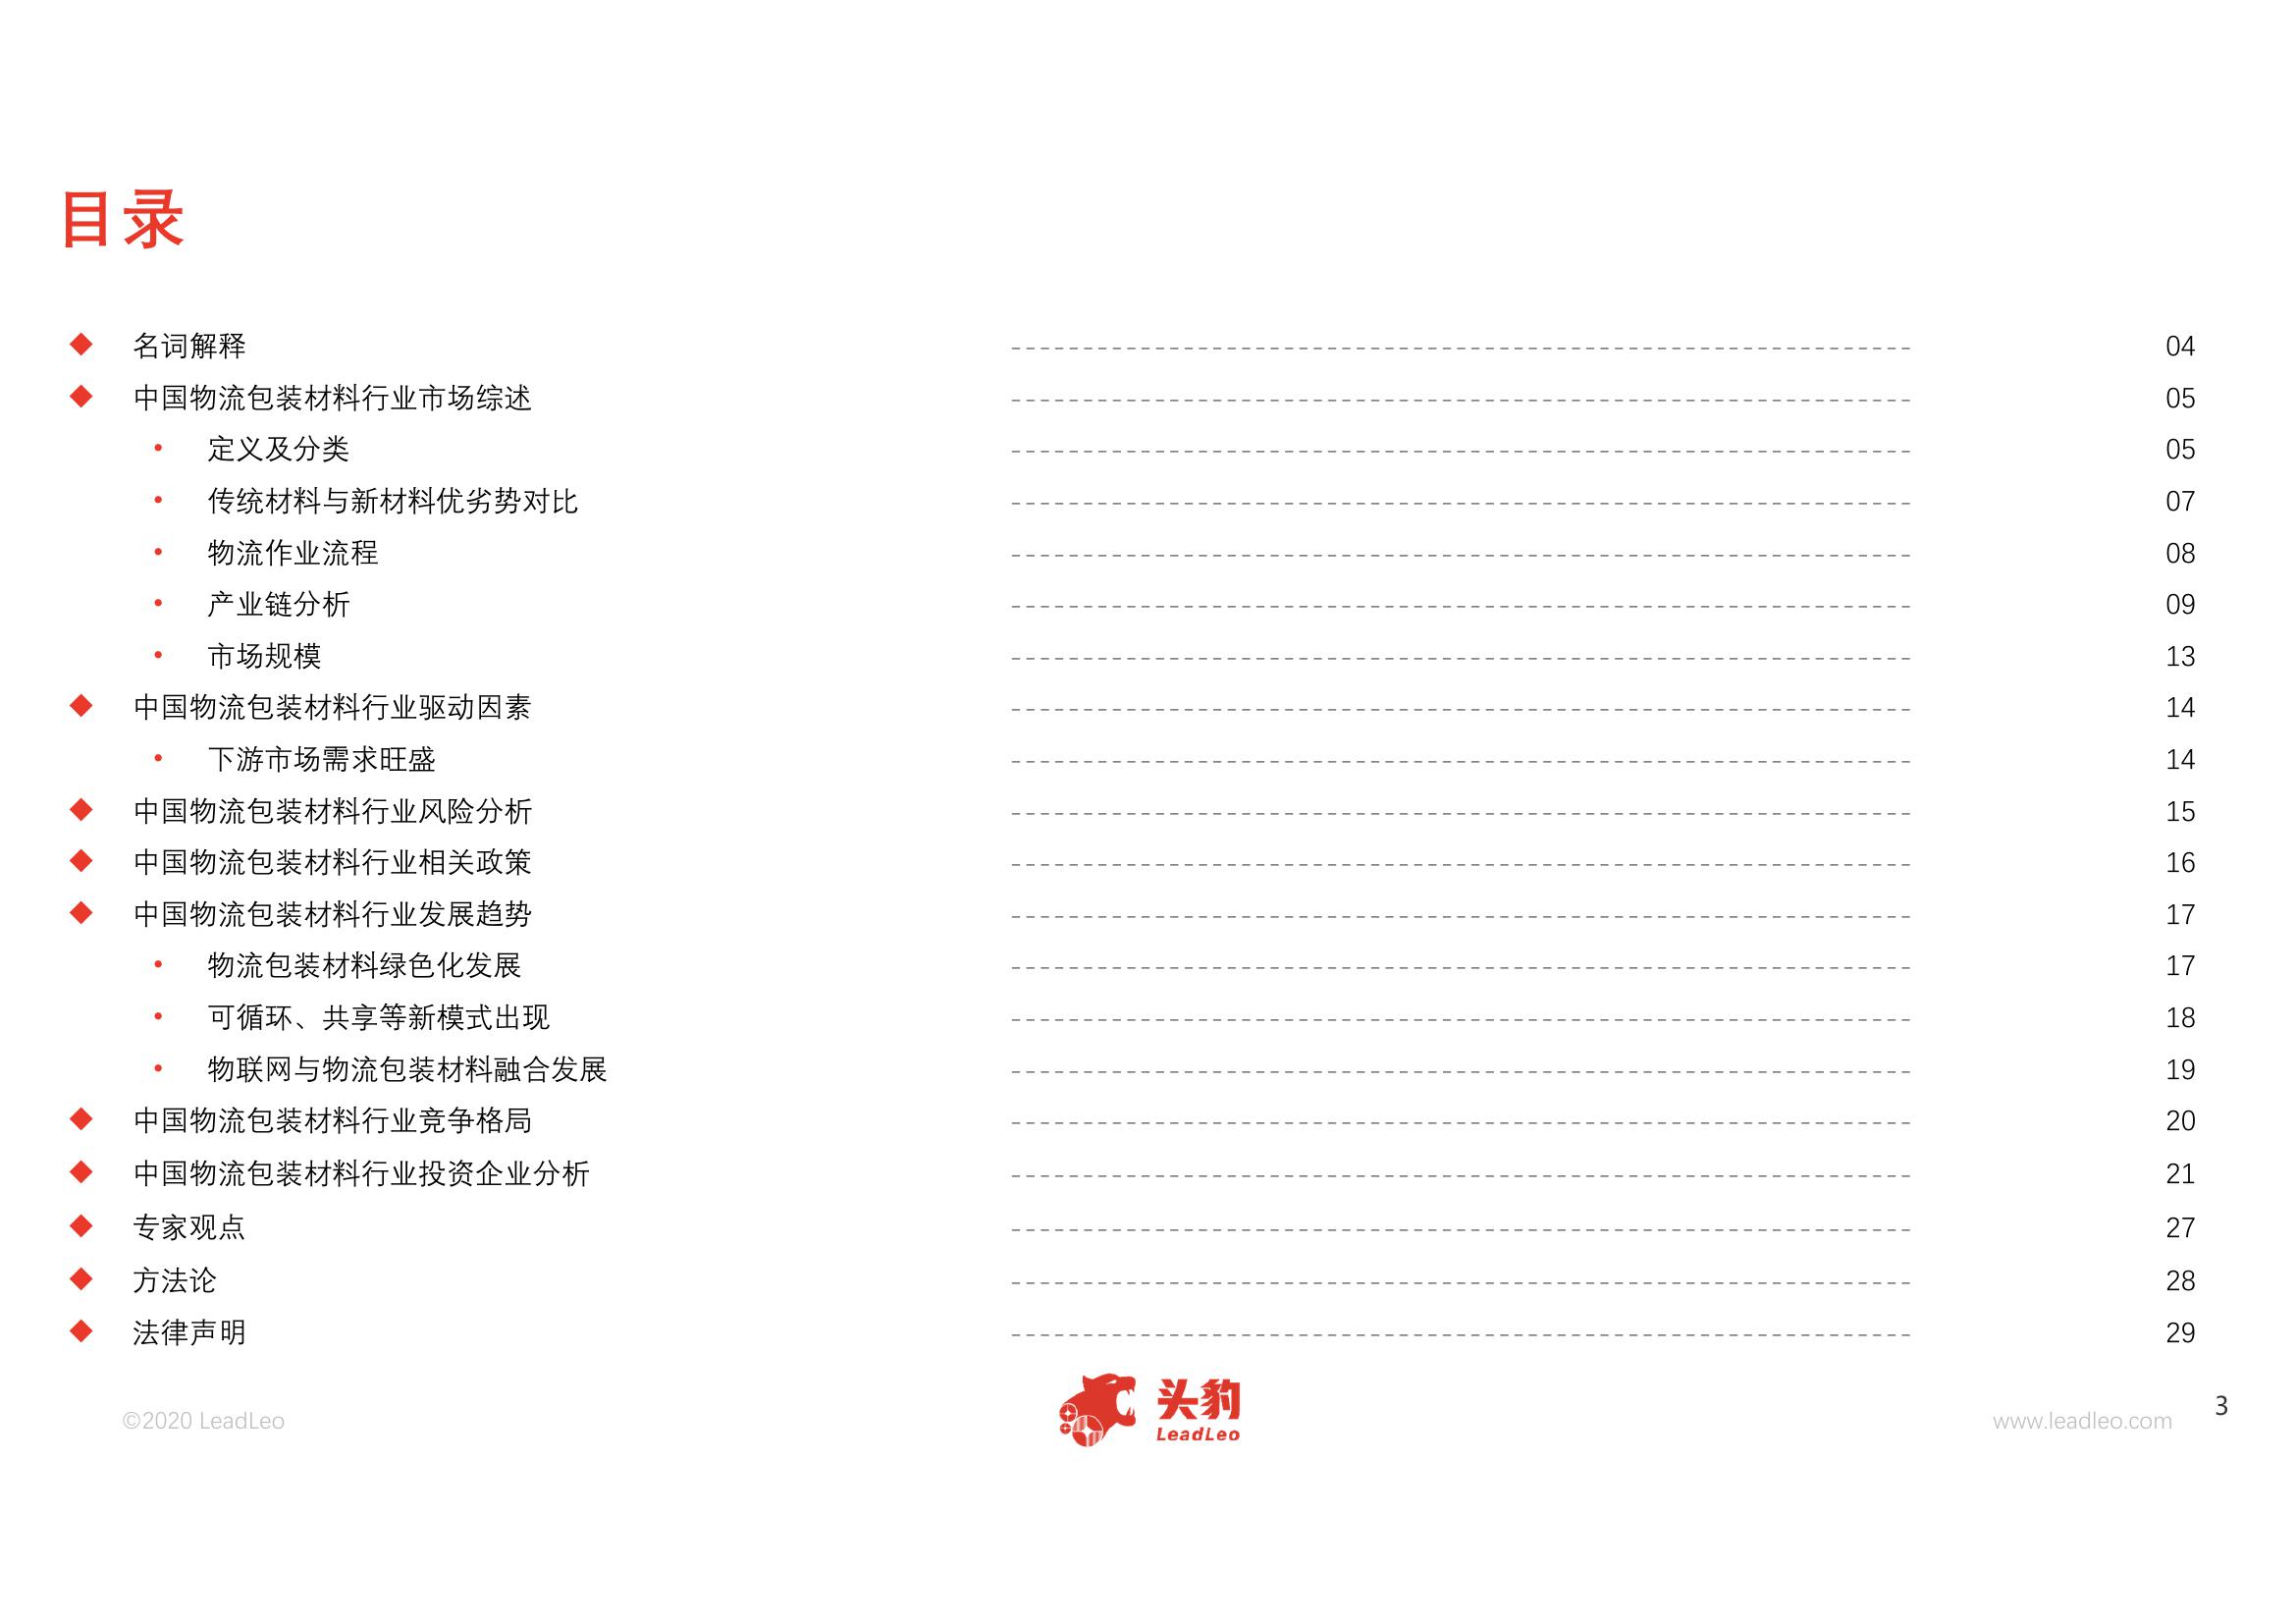 目录
◆ 名词解释 ------------------------------------------------------------ 04
◆ 中国物流包装材料行业市场综述 ------------------------------------------------------------ 05
• 定义及分类 ------------------------------------------------------------ 05
• 传统材料与新材料优劣势对比 ------------------------------------------------------------ 07
• 物流作业流程 ------------------------------------------------------------ 08
• 产业链分析 ------------------------------------------------------------ 09
• 市场规模 ------------------------------------------------------------ 13
◆ 中国物流包装材料行业驱动因素 ------------------------------------------------------------ 14
• 下游市场需求旺盛 ------------------------------------------------------------ 14
◆ 中国物流包装材料行业风险分析 ------------------------------------------------------------ 15
◆ 中国物流包装材料行业相关政策 ------------------------------------------------------------ 16
◆ 中国物流包装材料行业发展趋势 ------------------------------------------------------------ 17
• 物流包装材料绿色化发展 ------------------------------------------------------------ 17
• 可循环、共享等新模式出现 ------------------------------------------------------------ 18
• 物联网与物流包装材料融合发展 ------------------------------------------------------------ 19
◆ 中国物流包装材料行业竞争格局 ------------------------------------------------------------ 20
◆ 中国物流包装材料行业投资企业分析 ------------------------------------------------------------ 21
◆ 专家观点 ------------------------------------------------------------ 27
◆ 方法论 ------------------------------------------------------------ 28
◆ 法律声明 ------------------------------------------------------------ 29
©2020 LeadLeo
头豹
LeadLeo
www.leadleo.com
3